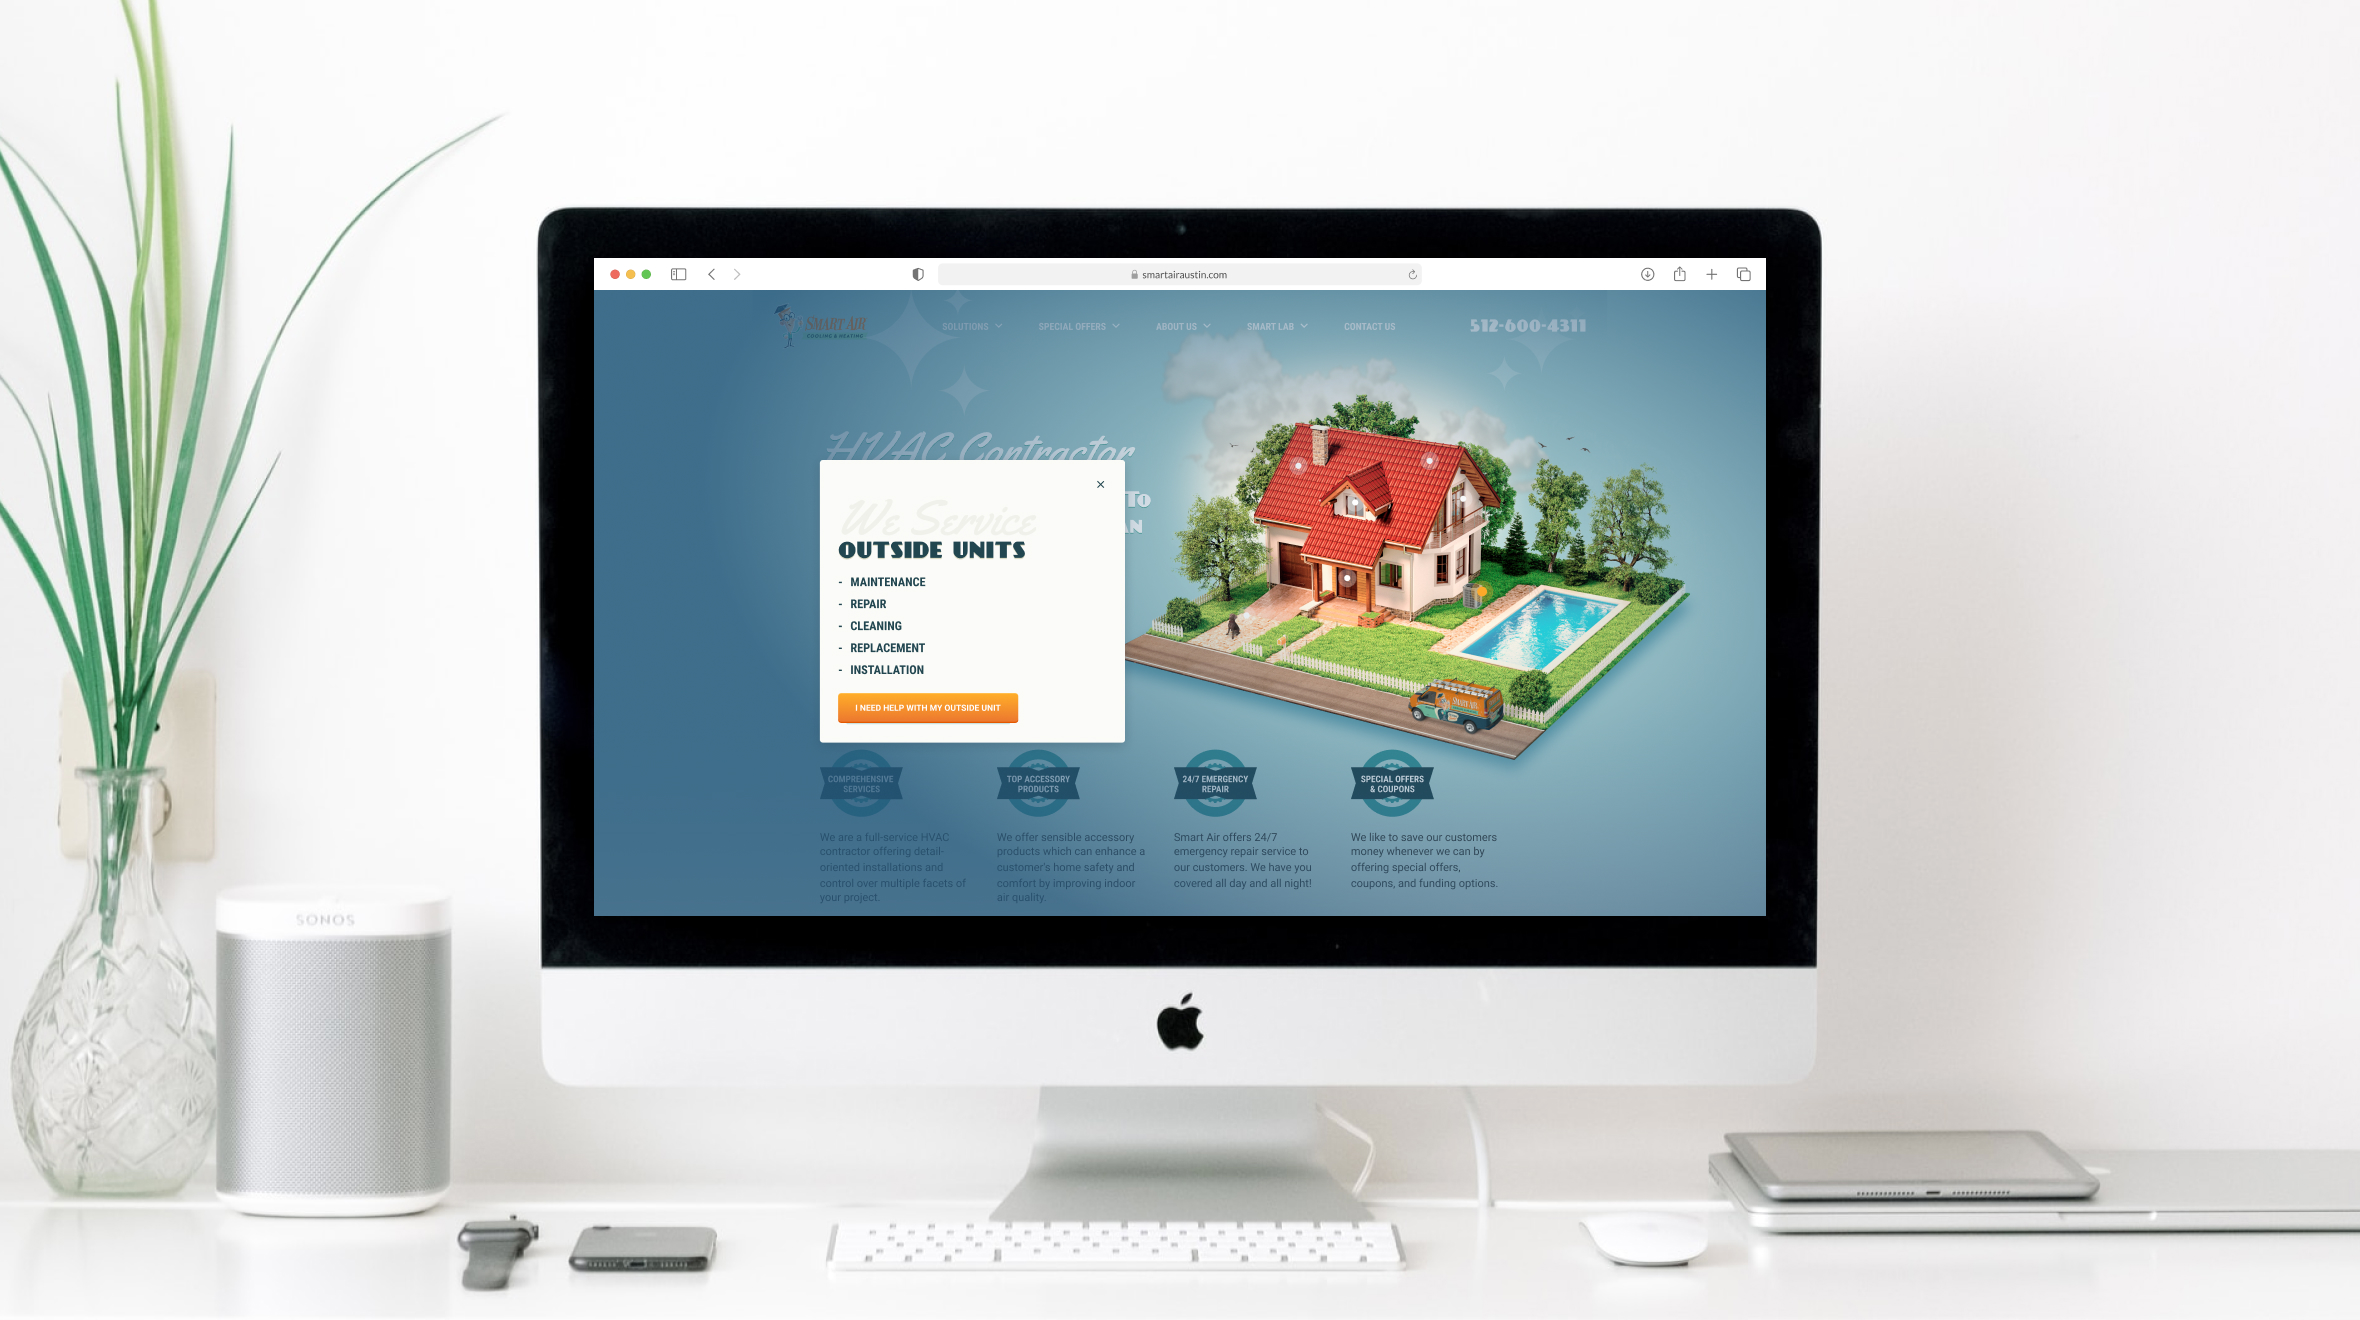 smartairaustin.com
SMART AIR
COOLING & HEATING
SOLUTIONS
SPECIAL OFFERS
ABOUT US
SMART LAB
CONTACT US
512-600-4311
HVAC Contractor
TO
AN
We Service
OUTSIDE UNITS
- MAINTENANCE
- REPAIR
- CLEANING
- REPLACEMENT
- INSTALLATION
I NEED HELP WITH MY OUTSIDE UNIT
SMART AIR
COMPREHENSIVE
SERVICES
We are a full-service HVAC
contractor offering detail-
oriented installations and
control over multiple facets of
your project.
TOP ACCESSORY
PRODUCTS
We offer sensible accessory
products which can enhance a
customer's home safety and
comfort by improving indoor
air quality.
24/7 EMERGENCY
REPAIR
Smart Air offers 24/7
emergency repair service to
our customers. We have you
covered all day and all night!
SPECIAL OFFERS
& COUPONS
We like to save our customers
money whenever we can by
offering special offers,
coupons, and funding options.
SONOS